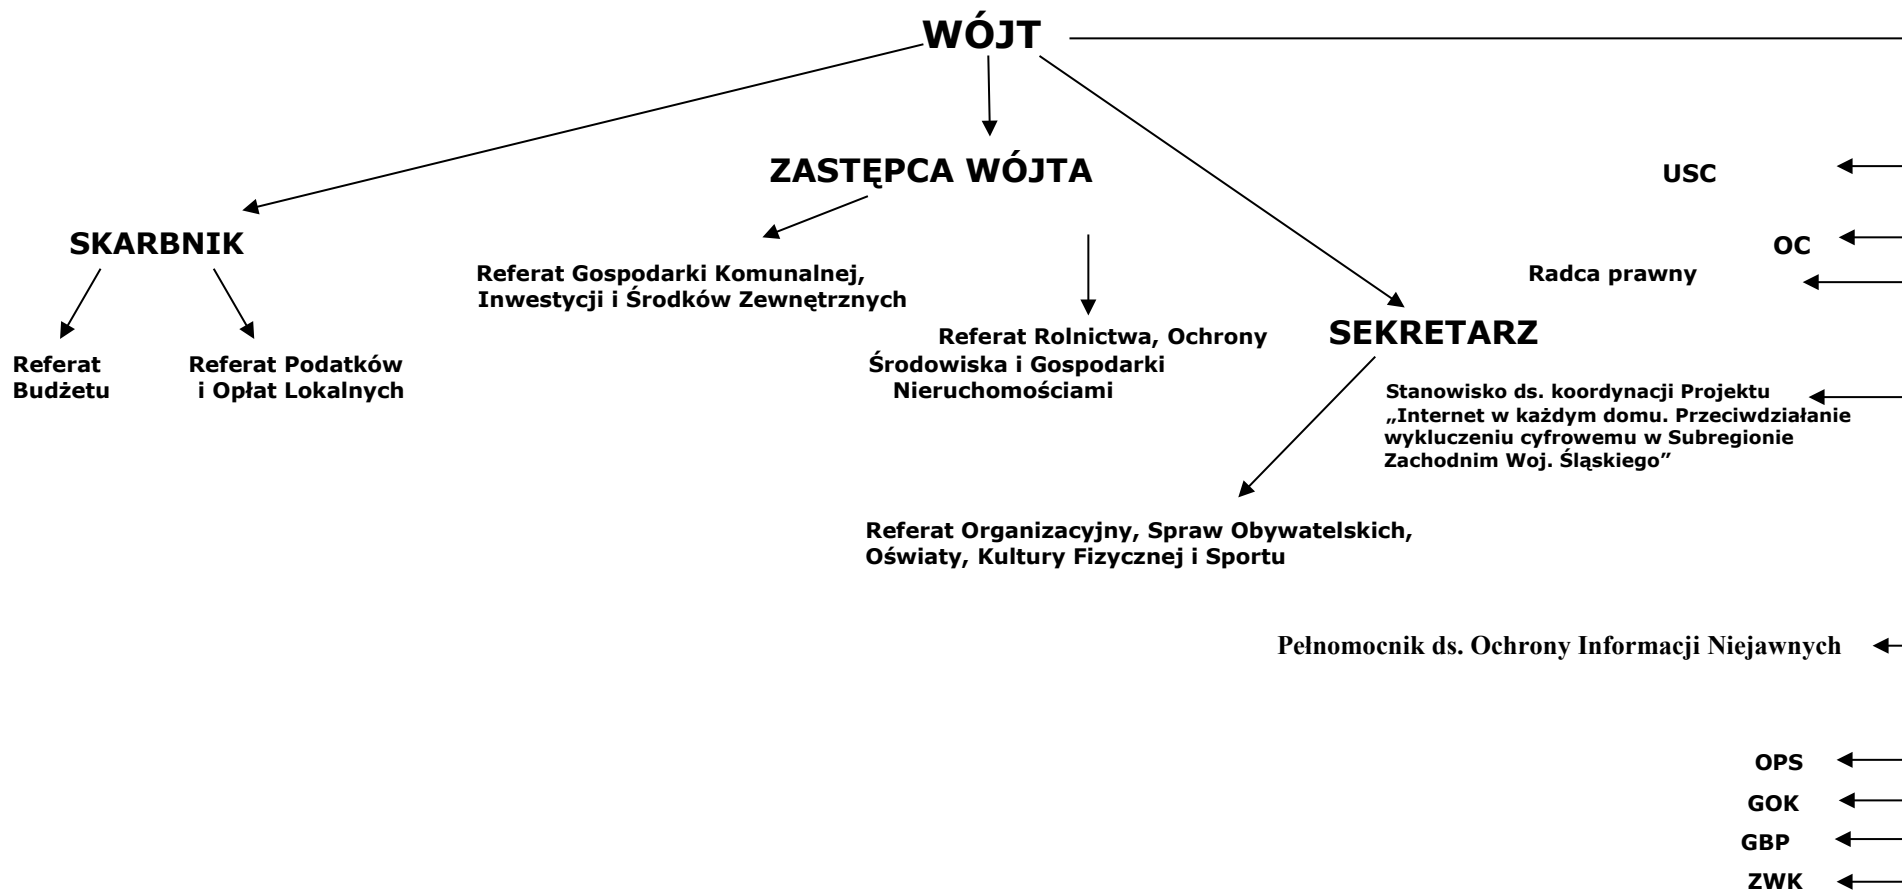 WÓJT
ZASTĘPCA WÓJTA
USC
SKARBNIK
OC
Referat Gospodarki Komunalnej,
Inwestycji i Środków Zewnętrznych
Radca prawny
Referat Rolnictwa, Ochrony
Środowiska i Gospodarki
Nieruchomościami
SEKRETARZ
Referat
Budżetu
Referat Podatków
i Opłat Lokalnych
Stanowisko ds. koordynacji Projektu
„Internet w każdym domu. Przeciwdziałanie
wykluczeniu cyfrowemu w Subregionie
Zachodnim Woj. Śląskiego”
Referat Organizacyjny, Spraw Obywatelskich,
Oświaty, Kultury Fizycznej i Sportu
Pełnomocnik ds. Ochrony Informacji Niejawnych
OPS
GOK
GBP
ZWK